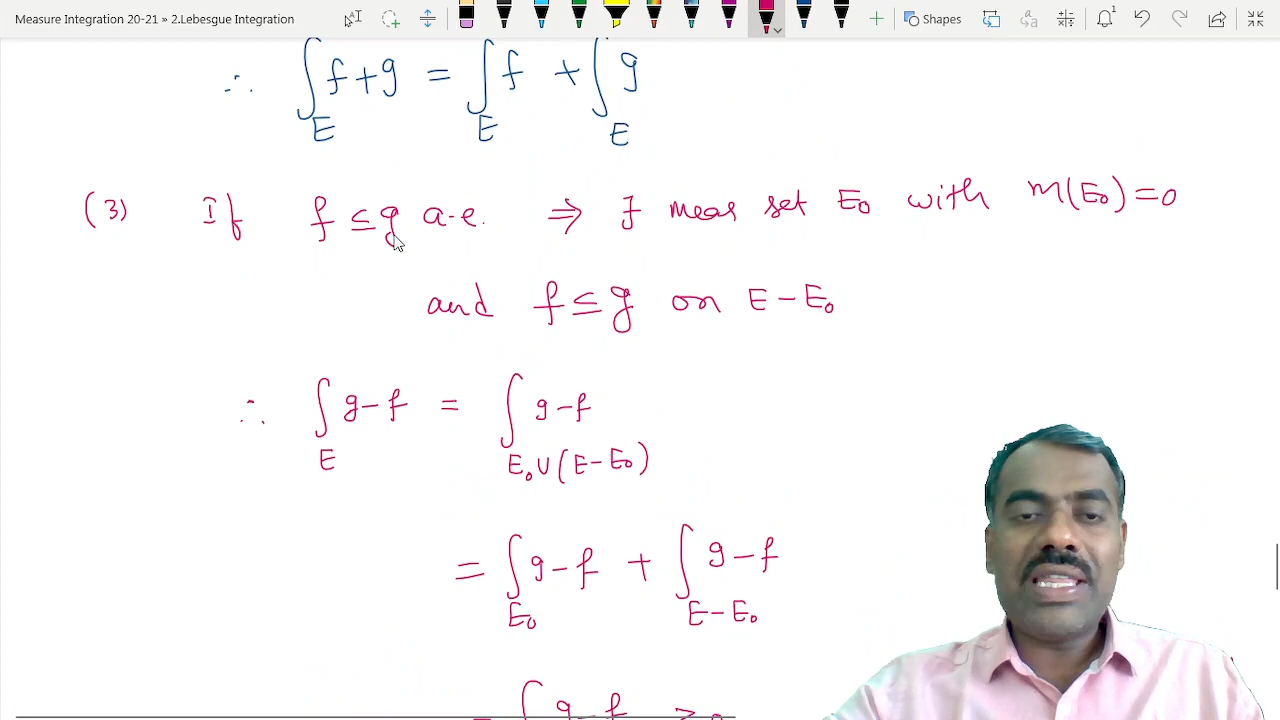 Measure Integration 20-21 » 2.Lebesgue Integration
Shapes
∴ ∫_E f+g = ∫_E f + ∫_E g
(3) If f ≤ g a.e. ⇒ ∃ meas set E₀ with m(E₀)=0
and f ≤ g on E − E₀
∴ ∫_E g−f = ∫_{E₀∪(E−E₀)} g−f
= ∫_{E₀} g−f + ∫_{E−E₀} g−f
= ∫ g−f ≥ 0